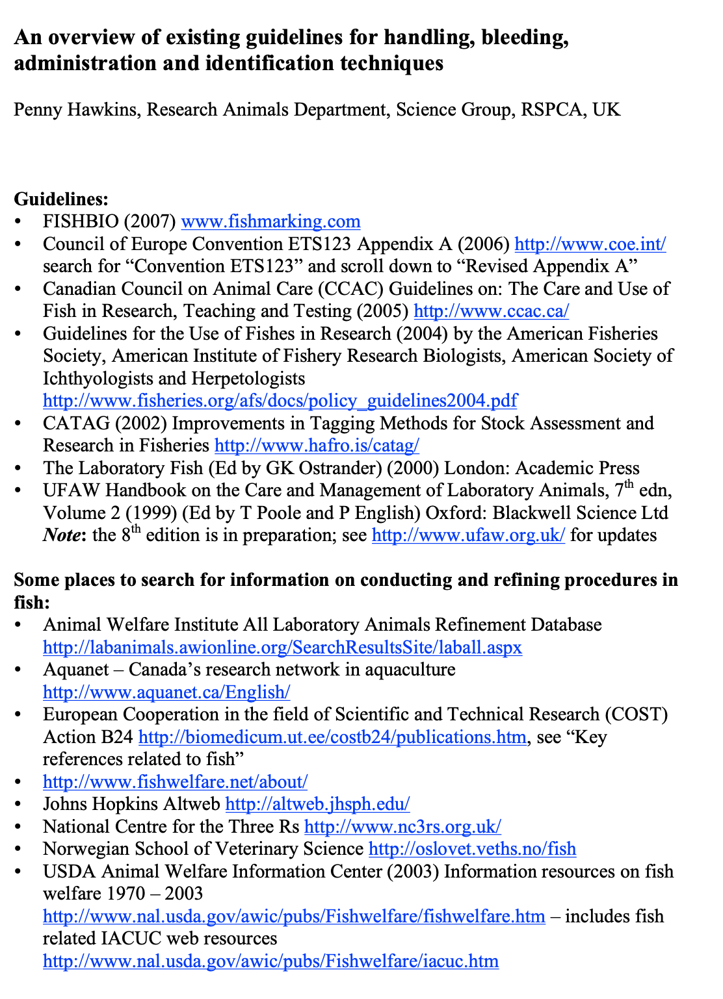 An overview of existing guidelines for handling, bleeding,
administration and identification techniques
Penny Hawkins, Research Animals Department, Science Group, RSPCA, UK
Guidelines:
• FISHBIO (2007) www.fishmarking.com
• Council of Europe Convention ETS123 Appendix A (2006) http://www.coe.int/
search for “Convention ETS123” and scroll down to “Revised Appendix A”
• Canadian Council on Animal Care (CCAC) Guidelines on: The Care and Use of
Fish in Research, Teaching and Testing (2005) http://www.ccac.ca/
• Guidelines for the Use of Fishes in Research (2004) by the American Fisheries
Society, American Institute of Fishery Research Biologists, American Society of
Ichthyologists and Herpetologists
http://www.fisheries.org/afs/docs/policy_guidelines2004.pdf
• CATAG (2002) Improvements in Tagging Methods for Stock Assessment and
Research in Fisheries http://www.hafro.is/catag/
• The Laboratory Fish (Ed by GK Ostrander) (2000) London: Academic Press
• UFAW Handbook on the Care and Management of Laboratory Animals, 7th edn,
Volume 2 (1999) (Ed by T Poole and P English) Oxford: Blackwell Science Ltd
Note: the 8th edition is in preparation; see http://www.ufaw.org.uk/ for updates
Some places to search for information on conducting and refining procedures in
fish:
• Animal Welfare Institute All Laboratory Animals Refinement Database
http://labanimals.awionline.org/SearchResultsSite/laball.aspx
• Aquanet – Canada’s research network in aquaculture
http://www.aquanet.ca/English/
• European Cooperation in the field of Scientific and Technical Research (COST)
Action B24 http://biomedicum.ut.ee/costb24/publications.htm, see “Key
references related to fish”
• http://www.fishwelfare.net/about/
• Johns Hopkins Altweb http://altweb.jhsph.edu/
• National Centre for the Three Rs http://www.nc3rs.org.uk/
• Norwegian School of Veterinary Science http://oslovet.veths.no/fish
• USDA Animal Welfare Information Center (2003) Information resources on fish
welfare 1970 – 2003
http://www.nal.usda.gov/awic/pubs/Fishwelfare/fishwelfare.htm – includes fish
related IACUC web resources
http://www.nal.usda.gov/awic/pubs/Fishwelfare/iacuc.htm